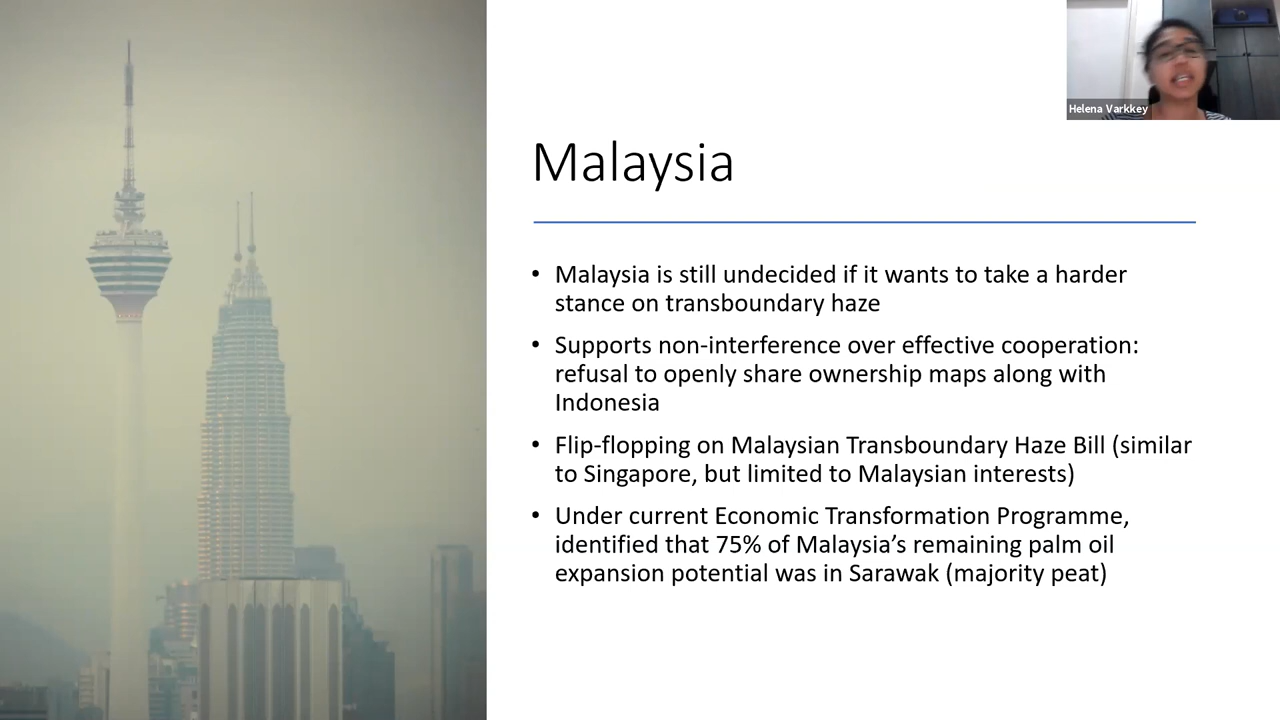 Helena Varkkey
Malaysia
• Malaysia is still undecided if it wants to take a harder
stance on transboundary haze
• Supports non-interference over effective cooperation:
refusal to openly share ownership maps along with
Indonesia
• Flip-flopping on Malaysian Transboundary Haze Bill (similar
to Singapore, but limited to Malaysian interests)
• Under current Economic Transformation Programme,
identified that 75% of Malaysia’s remaining palm oil
expansion potential was in Sarawak (majority peat)